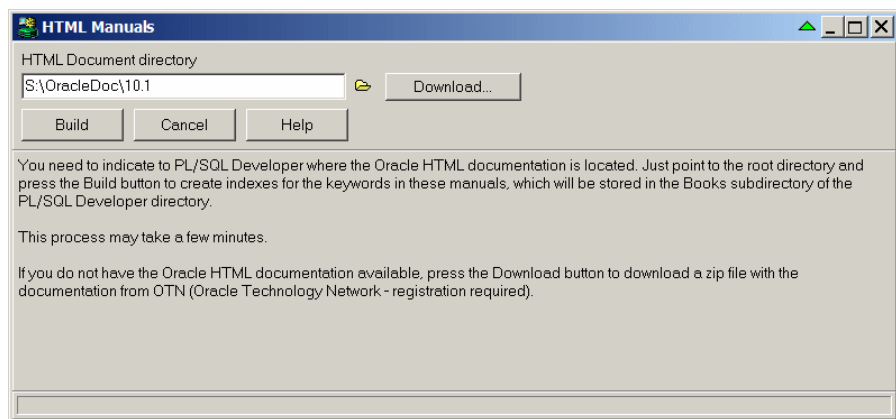 HTML Manuals
HTML Document directory
S:\OracleDoc\10.1
Download...
Build Cancel Help
You need to indicate to PL/SQL Developer where the Oracle HTML documentation is located. Just point to the root directory and
press the Build button to create indexes for the keywords in these manuals, which will be stored in the Books subdirectory of the
PL/SQL Developer directory.
This process may take a few minutes.
If you do not have the Oracle HTML documentation available, press the Download button to download a zip file with the
documentation from OTN (Oracle Technology Network - registration required).